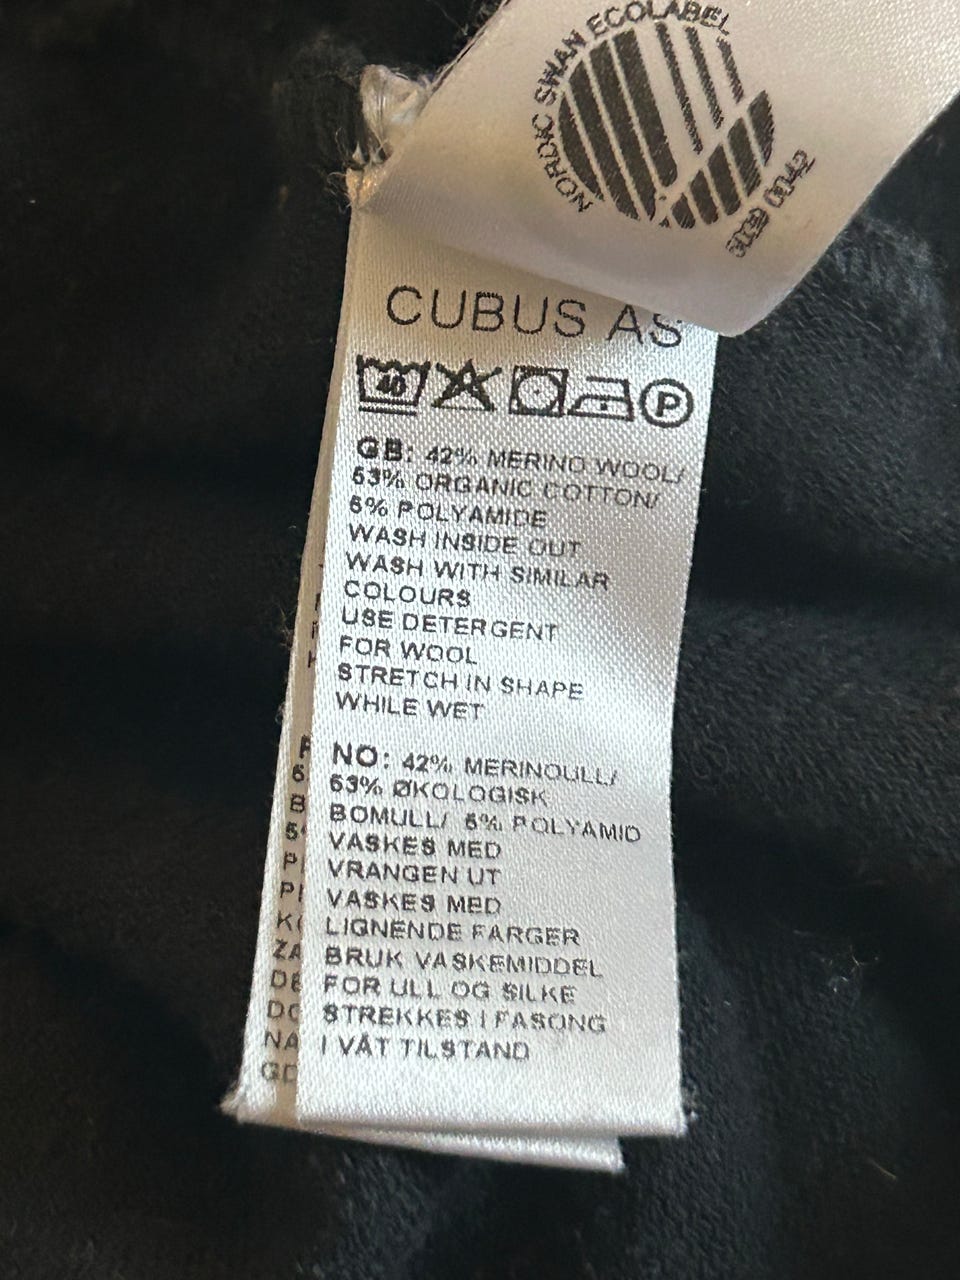 NORDIC SWAN ECOLABEL
CUBUS AS
40
P
GB: 42% MERINO WOOL/
53% ORGANIC COTTON/
5% POLYAMIDE
WASH INSIDE OUT
WASH WITH SIMILAR
COLOURS
USE DETERGENT
FOR WOOL
STRETCH IN SHAPE
WHILE WET
NO: 42% MERINOULL/
53% ØKOLOGISK
BOMULL/ 5% POLYAMID
VASKES MED
VRANGEN UT
VASKES MED
LIGNENDE FARGER
BRUK VASKEMIDDEL
FOR ULL OG SILKE
STREKKES I FASONG
I VÅT TILSTAND